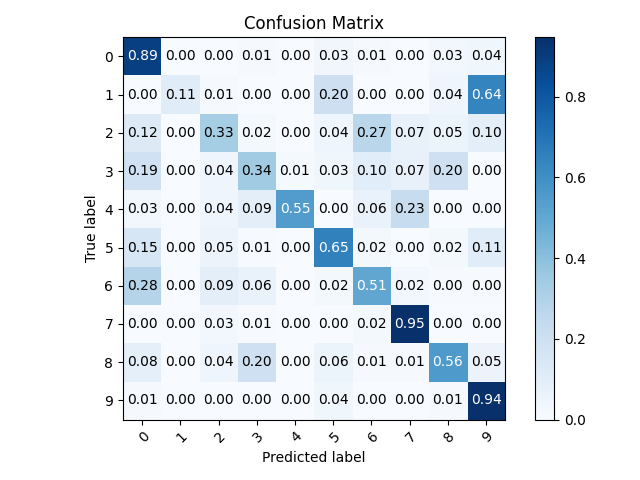 Confusion Matrix
True label
0 0.89 0.00 0.00 0.01 0.00 0.03 0.01 0.00 0.03 0.04
1 0.00 0.11 0.01 0.00 0.00 0.20 0.00 0.00 0.04 0.64
2 0.12 0.00 0.33 0.02 0.00 0.04 0.27 0.07 0.05 0.10
3 0.19 0.00 0.04 0.34 0.01 0.03 0.10 0.07 0.20 0.00
4 0.03 0.00 0.04 0.09 0.55 0.00 0.06 0.23 0.00 0.00
5 0.15 0.00 0.05 0.01 0.00 0.65 0.02 0.00 0.02 0.11
6 0.28 0.00 0.09 0.06 0.00 0.02 0.51 0.02 0.00 0.00
7 0.00 0.00 0.03 0.01 0.00 0.00 0.02 0.95 0.00 0.00
8 0.08 0.00 0.04 0.20 0.00 0.06 0.01 0.01 0.56 0.05
9 0.01 0.00 0.00 0.00 0.00 0.04 0.00 0.00 0.01 0.94
0 1 2 3 4 5 6 7 8 9
Predicted label
0.8
0.6
0.4
0.2
0.0